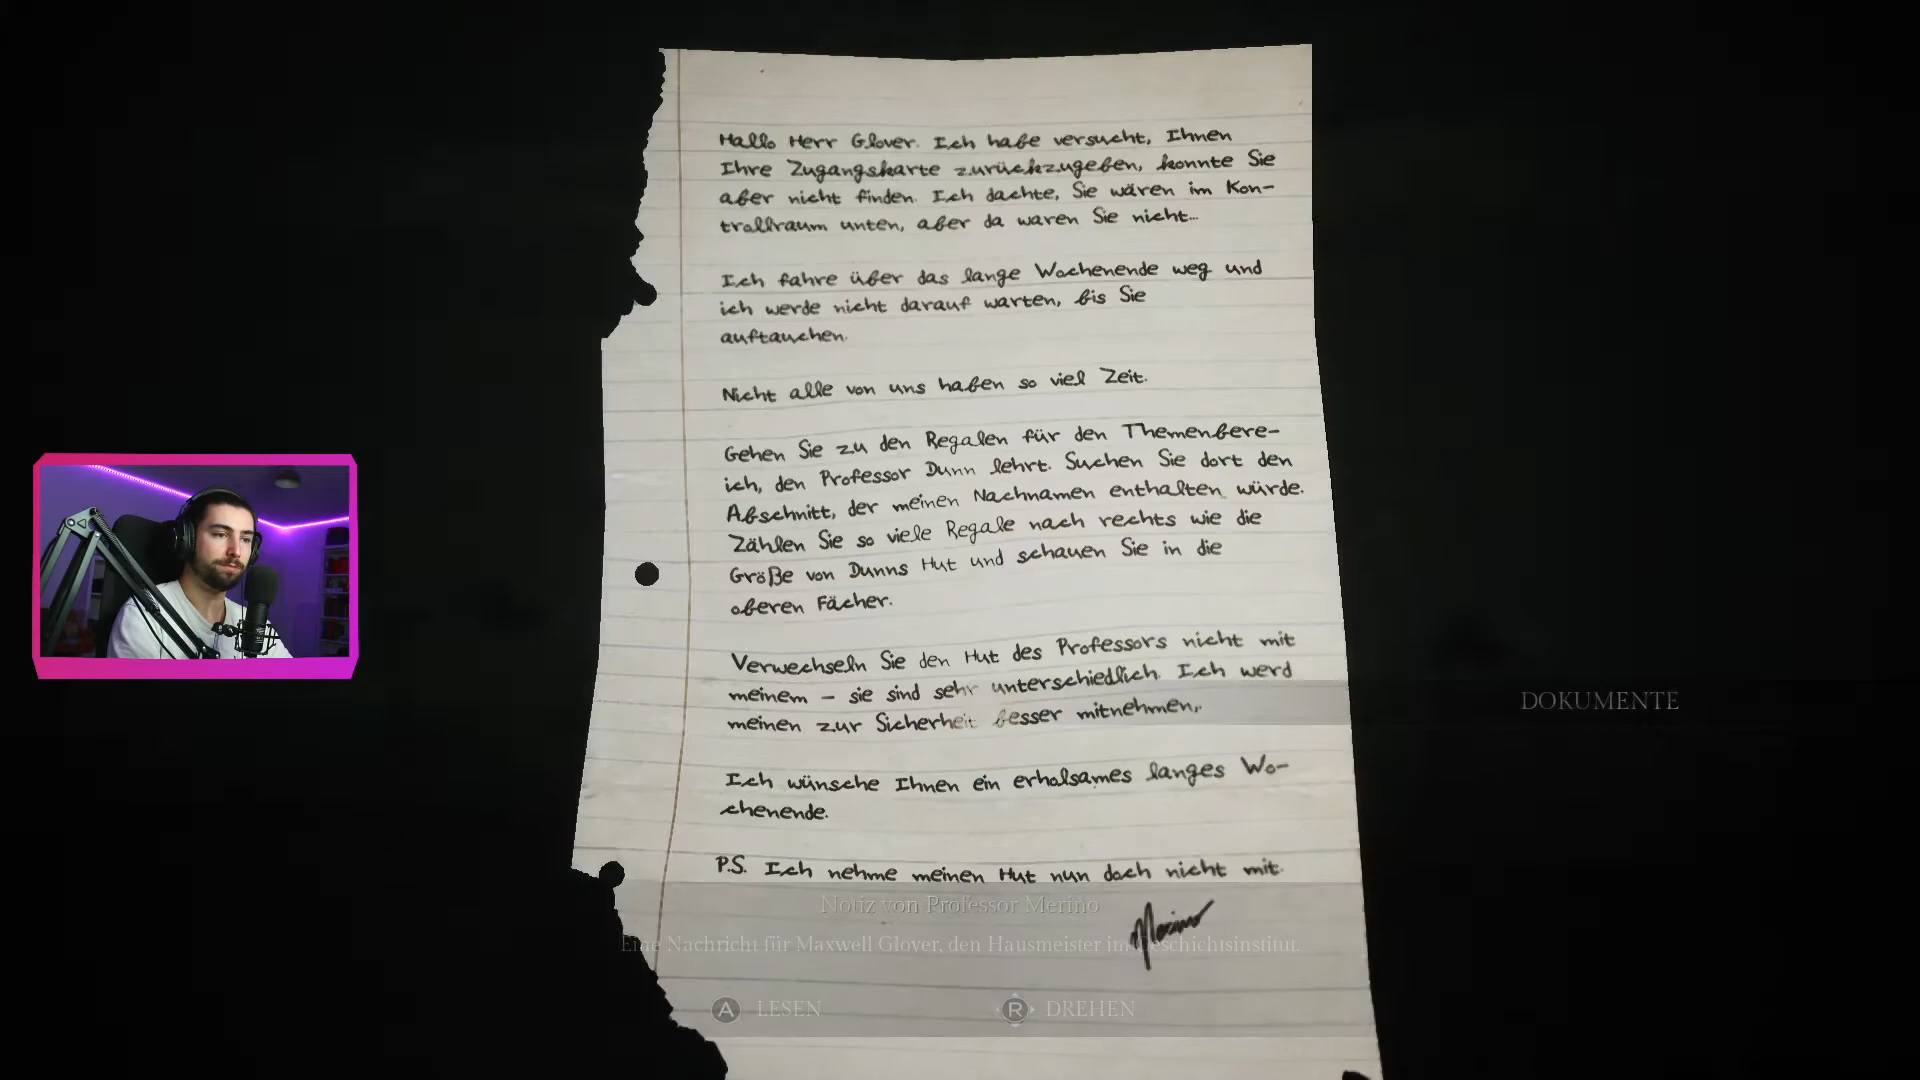 Hallo Herr Glover. Ich habe versucht, Ihnen
Ihre Zugangskarte zurückzugeben, konnte Sie
aber nicht finden. Ich dachte, Sie wären im Kon-
trollraum unten, aber da waren Sie nicht...
Ich fahre über das lange Wochenende weg und
ich werde nicht darauf warten, bis Sie
auftauchen.
Nicht alle von uns haben so viel Zeit.
Gehen Sie zu den Regalen für den Themenbere-
ich, den Professor Dunn lehrt. Suchen Sie dort den
Abschnitt, der meinen Nachnamen enthalten würde.
Zählen Sie so viele Regale nach rechts wie die
Größe von Dunns Hut und schauen Sie in die
oberen Fächer.
Verwechseln Sie den Hut des Professors nicht mit
meinem – sie sind sehr unterschiedlich. Ich werd
meinen zur Sicherheit besser mitnehmen.
Ich wünsche Ihnen ein erholsames langes Wo-
chenende.
P.S. Ich nehme meinen Hut nun doch nicht mit.
Merino
Notiz von Professor Merino
Eine Nachricht für Maxwell Glover, den Hausmeister im Geschichtsinstitut.
A LESEN
R DREHEN
DOKUMENTE